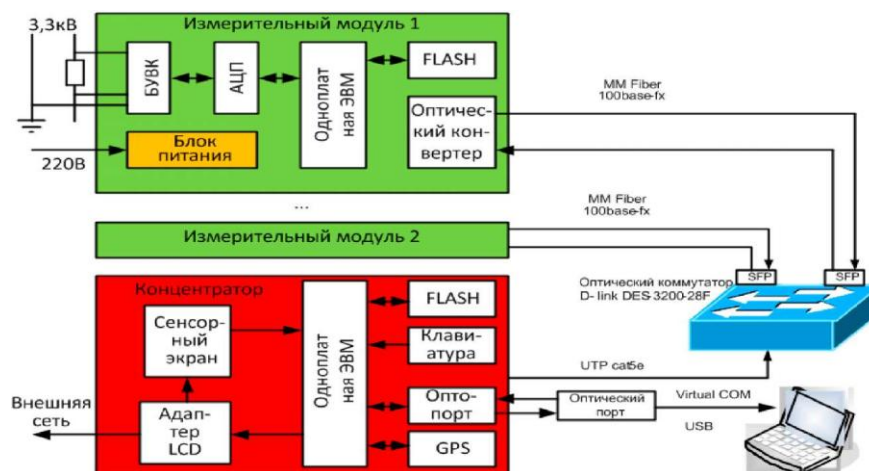 3,3кВ
Измерительный модуль 1
БУВК
АЦП
Одноплат
ная ЭВМ
FLASH
Оптичес-
кий кон-
вертер
Блок
питания
220В
MM Fiber
100base-fx
...
Измерительный модуль 2
MM Fiber
100base-fx
SFP
SFP
Оптический коммутатор
D- link DES-3200-28F
Концентратор
Сенсор-
ный
экран
Одноплат
ная ЭВМ
FLASH
Клави-
атура
Опто-
порт
GPS
Адап-
тер
LCD
Внешняя
сеть
UTP cat5e
Оптический
порт
Virtual COM
USB